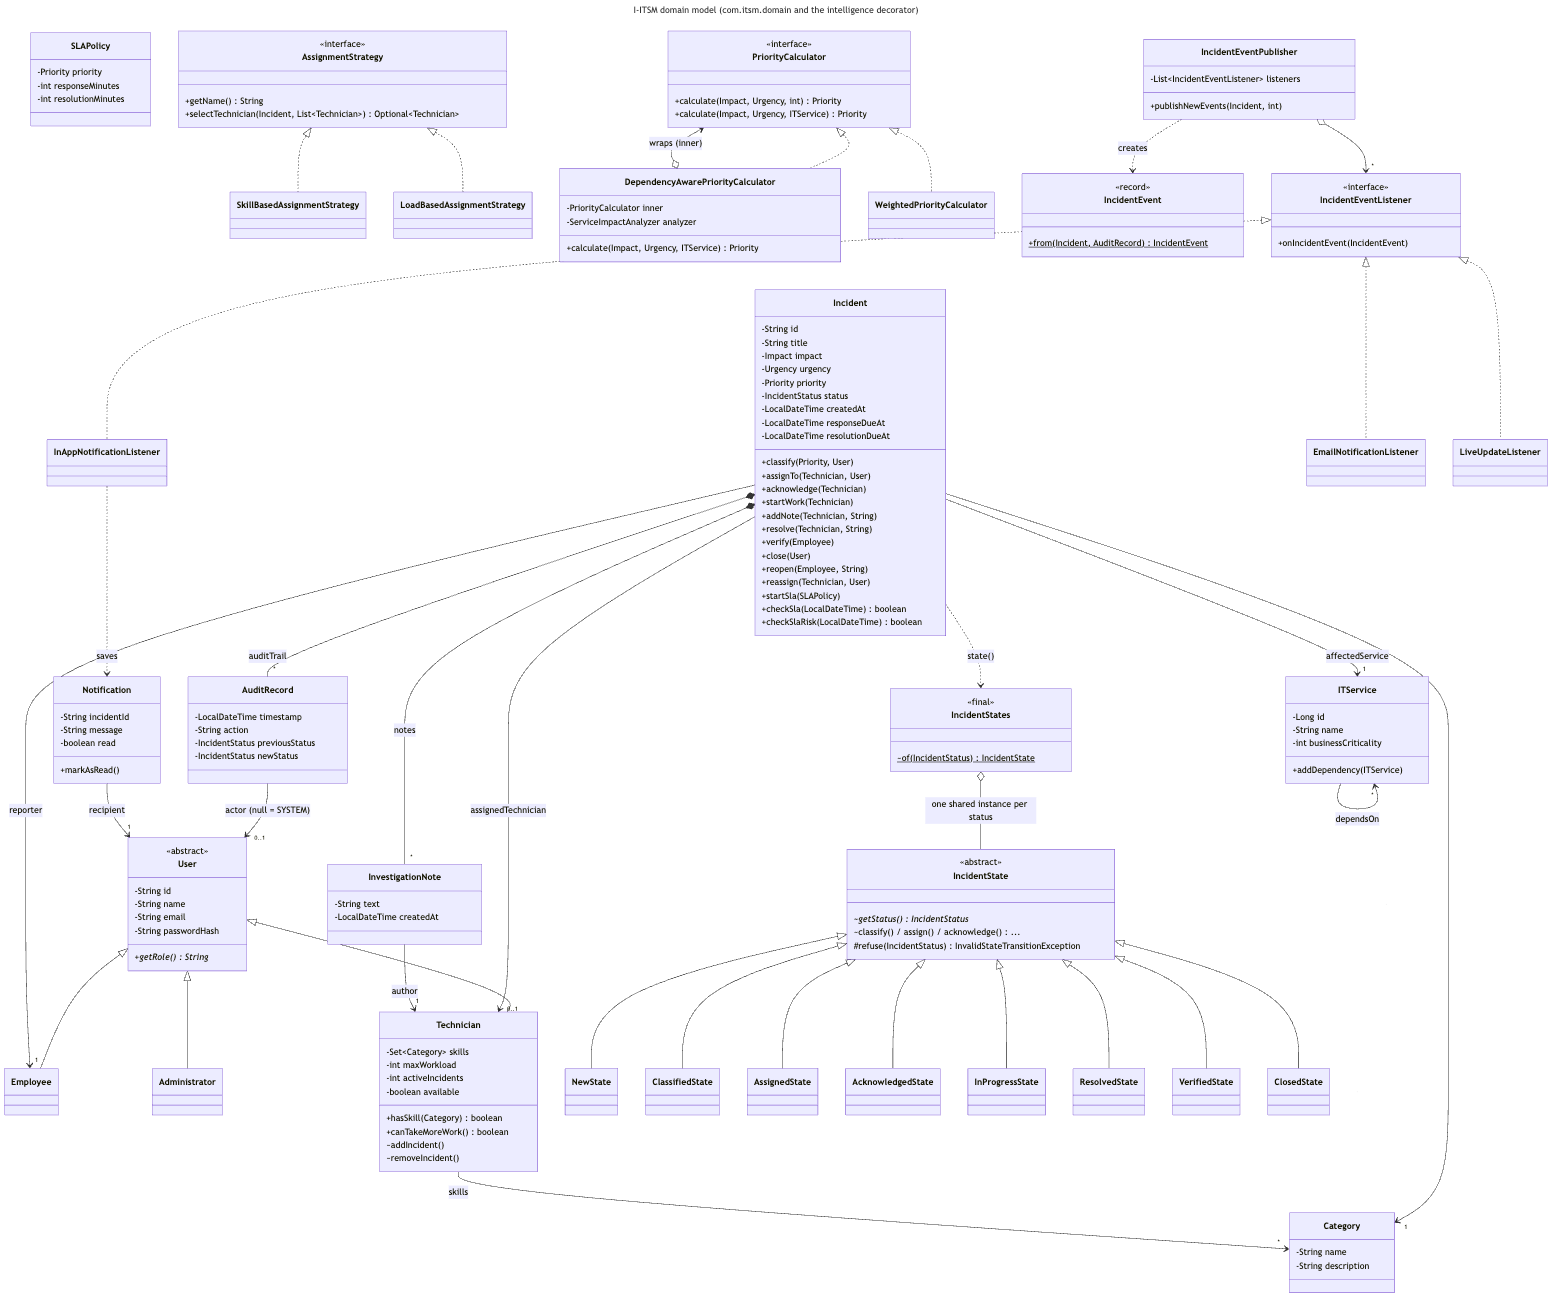 I-ITSM domain model (com.itsm.domain and the intelligence decorator)
SLAPolicy
-Priority priority
-int responseMinutes
-int resolutionMinutes
«interface»
AssignmentStrategy
+getName() : String
+selectTechnician(Incident, List<Technician>) : Optional<Technician>
«interface»
PriorityCalculator
+calculate(Impact, Urgency, int) : Priority
+calculate(Impact, Urgency, ITService) : Priority
IncidentEventPublisher
-List<IncidentEventListener> listeners
+publishNewEvents(Incident, int)
wraps (inner)
creates
*
SkillBasedAssignmentStrategy
LoadBasedAssignmentStrategy
DependencyAwarePriorityCalculator
-PriorityCalculator inner
-ServiceImpactAnalyzer analyzer
+calculate(Impact, Urgency, ITService) : Priority
WeightedPriorityCalculator
«record»
IncidentEvent
+from(Incident, AuditRecord) : IncidentEvent
«interface»
IncidentEventListener
+onIncidentEvent(IncidentEvent)
Incident
-String id
-String title
-Impact impact
-Urgency urgency
-Priority priority
-IncidentStatus status
-LocalDateTime createdAt
-LocalDateTime responseDueAt
-LocalDateTime resolutionDueAt
+classify(Priority, User)
+assignTo(Technician, User)
+acknowledge(Technician)
+startWork(Technician)
+addNote(Technician, String)
+resolve(Technician, String)
+verify(Employee)
+close(User)
+reopen(Employee, String)
+reassign(Technician, User)
+startSla(SLAPolicy)
+checkSla(LocalDateTime) : boolean
+checkSlaRisk(LocalDateTime) : boolean
InAppNotificationListener
EmailNotificationListener
LiveUpdateListener
saves
auditTrail
*
state()
affectedService
1
Notification
-String incidentId
-String message
-boolean read
+markAsRead()
AuditRecord
-LocalDateTime timestamp
-String action
-IncidentStatus previousStatus
-IncidentStatus newStatus
notes
«final»
IncidentStates
~of(IncidentStatus) : IncidentState
ITService
-Long id
-String name
-int businessCriticality
+addDependency(ITService)
*
dependsOn
reporter
recipient
1
actor (null = SYSTEM)
0..1
assignedTechnician
one shared instance per
status
*
«abstract»
User
-String id
-String name
-String email
-String passwordHash
+getRole() : String
InvestigationNote
-String text
-LocalDateTime createdAt
«abstract»
IncidentState
~getStatus() : IncidentStatus
~classify() / assign() / acknowledge() : ...
#refuse(IncidentStatus) : InvalidStateTransitionException
author
1
1
Employee
Administrator
Technician
-Set<Category> skills
-int maxWorkload
-int activeIncidents
-boolean available
+hasSkill(Category) : boolean
+canTakeMoreWork() : boolean
~addIncident()
~removeIncident()
NewState
ClassifiedState
AssignedState
AcknowledgedState
InProgressState
ResolvedState
VerifiedState
ClosedState
skills
*
1
Category
-String name
-String description